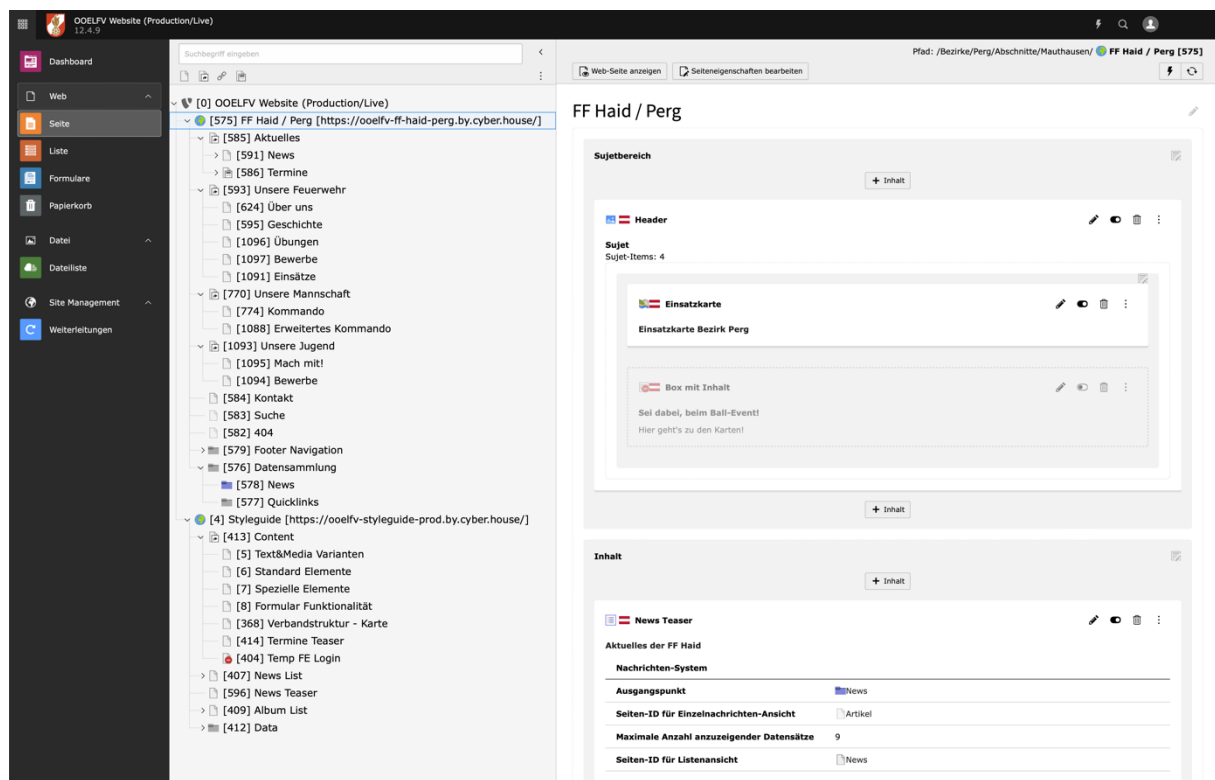 OOELFV Website (Production/Live)
12.4.9
Dashboard
Web
Seite
Liste
Formulare
Papierkorb
Datei
Dateiliste
Site Management
Weiterleitungen
Suchbegriff eingeben
[0] OOELFV Website (Production/Live)
[575] FF Haid / Perg [https://ooelfv-ff-haid-perg.by.cyber.house/]
[585] Aktuelles
[591] News
[586] Termine
[593] Unsere Feuerwehr
[624] Über uns
[595] Geschichte
[1096] Übungen
[1097] Bewerbe
[1091] Einsätze
[770] Unsere Mannschaft
[774] Kommando
[1088] Erweitertes Kommando
[1093] Unsere Jugend
[1095] Mach mit!
[1094] Bewerbe
[584] Kontakt
[583] Suche
[582] 404
[579] Footer Navigation
[576] Datensammlung
[578] News
[577] Quicklinks
[4] Styleguide [https://ooelfv-styleguide-prod.by.cyber.house/]
[413] Content
[5] Text&Media Varianten
[6] Standard Elemente
[7] Spezielle Elemente
[8] Formular Funktionalität
[368] Verbandstruktur - Karte
[414] Termine Teaser
[404] Temp FE Login
[407] News List
[596] News Teaser
[409] Album List
[412] Data
Pfad: /Bezirke/Perg/Abschnitte/Mauthausen/ FF Haid / Perg [575]
Web-Seite anzeigen Seiteneigenschaften bearbeiten
FF Haid / Perg
Sujetbereich
+ Inhalt
Header
Sujet
Sujet-Items: 4
Einsatzkarte
Einsatzkarte Bezirk Perg
Box mit Inhalt
Sei dabei, beim Ball-Event!
Hier geht's zu den Karten!
+ Inhalt
Inhalt
+ Inhalt
News Teaser
Aktuelles der FF Haid
Nachrichten-System
Ausgangspunkt News
Seiten-ID für Einzelnachrichten-Ansicht Artikel
Maximale Anzahl anzuzeigender Datensätze 9
Seiten-ID für Listenansicht News